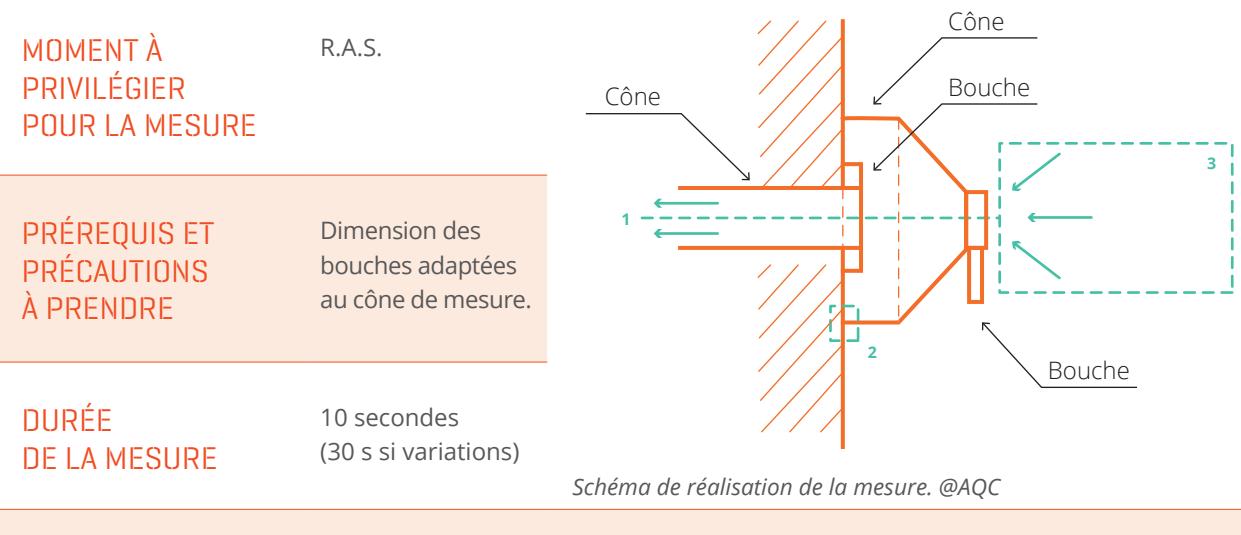 MOMENT À
PRIVILÉGIER
POUR LA MESURE
R.A.S.
PRÉREQUIS ET
PRÉCAUTIONS
À PRENDRE
Dimension des
bouches adaptées
au cône de mesure.
DURÉE
DE LA MESURE
10 secondes
(30 s si variations)
Cône
Cône
Bouche
3
1
2
Bouche
Schéma de réalisation de la mesure. @AQC